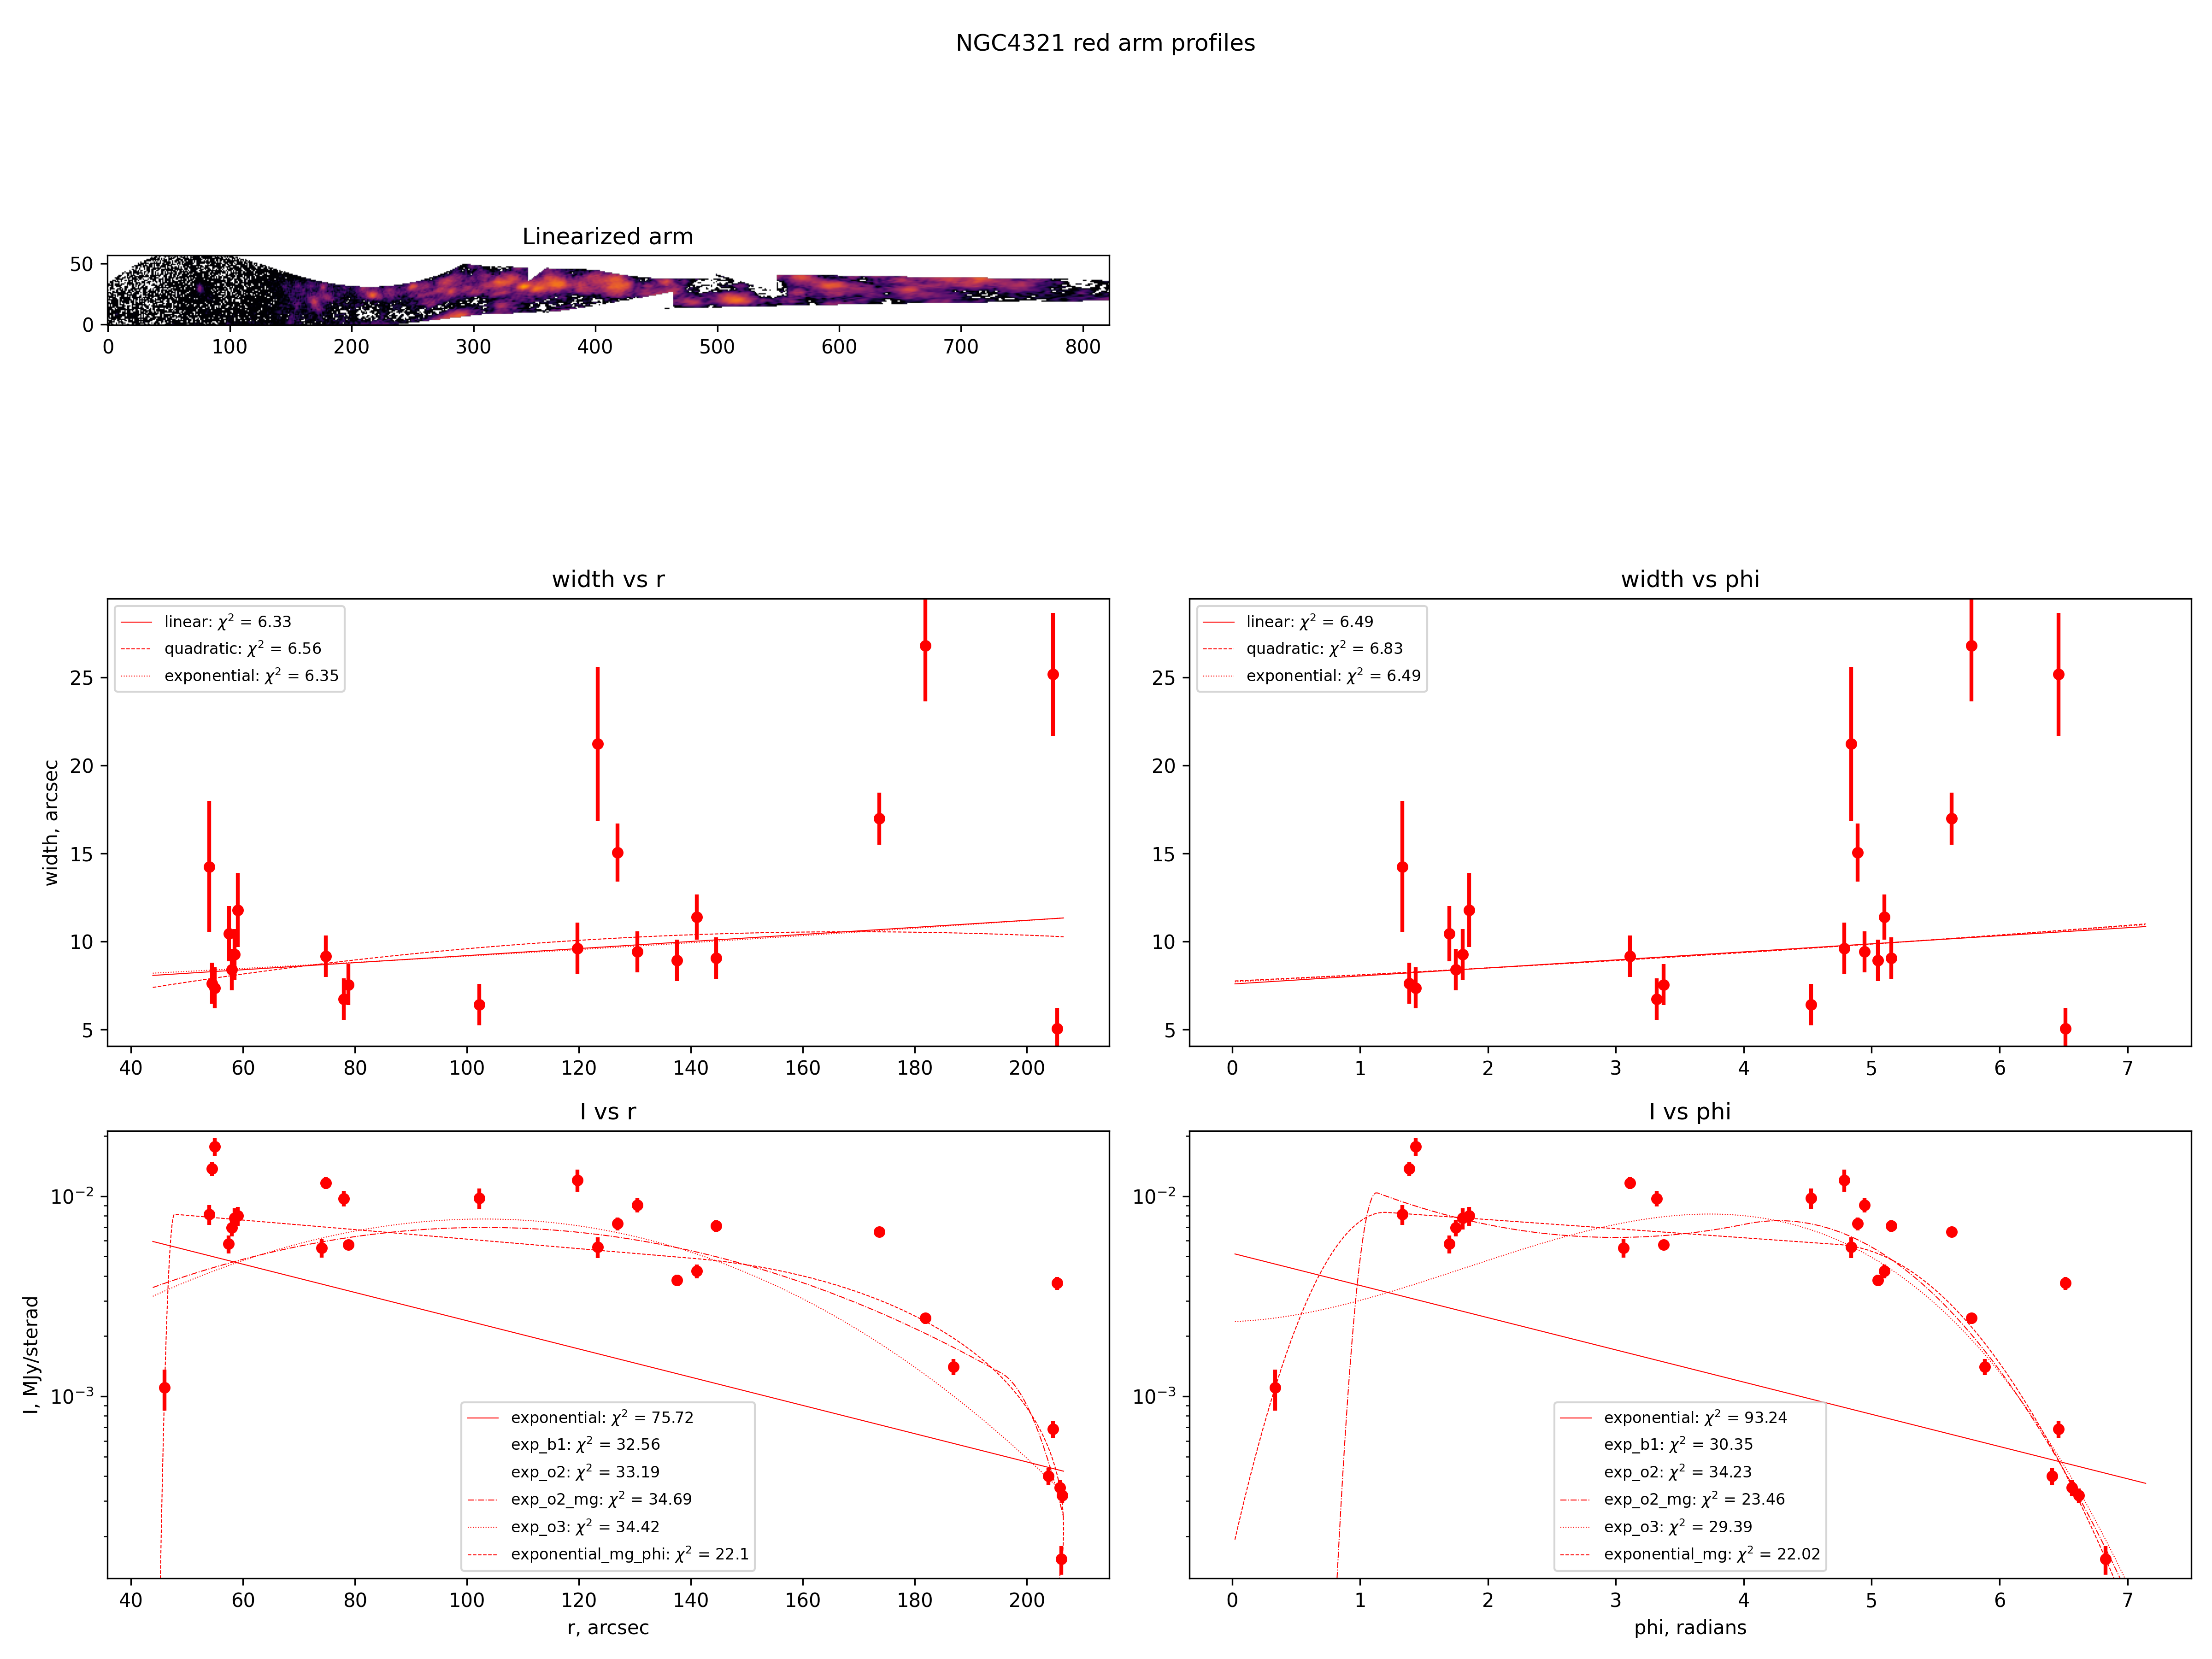 NGC4321 red arm profiles
Linearized arm
50
0
0 100 200 300 400 500 600 700 800
width vs r
width, arcsec
25
20
15
10
5
linear: χ² = 6.33
quadratic: χ² = 6.56
exponential: χ² = 6.35
40 60 80 100 120 140 160 180 200
width vs phi
25
20
15
10
5
linear: χ² = 6.49
quadratic: χ² = 6.83
exponential: χ² = 6.49
0 1 2 3 4 5 6 7
I vs r
I, MJy/sterad
10⁻²
10⁻³
exponential: χ² = 75.72
exp_b1: χ² = 32.56
exp_o2: χ² = 33.19
exp_o2_mg: χ² = 34.69
exp_o3: χ² = 34.42
exponential_mg_phi: χ² = 22.1
40 60 80 100 120 140 160 180 200
r, arcsec
I vs phi
10⁻²
10⁻³
exponential: χ² = 93.24
exp_b1: χ² = 30.35
exp_o2: χ² = 34.23
exp_o2_mg: χ² = 23.46
exp_o3: χ² = 29.39
exponential_mg: χ² = 22.02
0 1 2 3 4 5 6 7
phi, radians